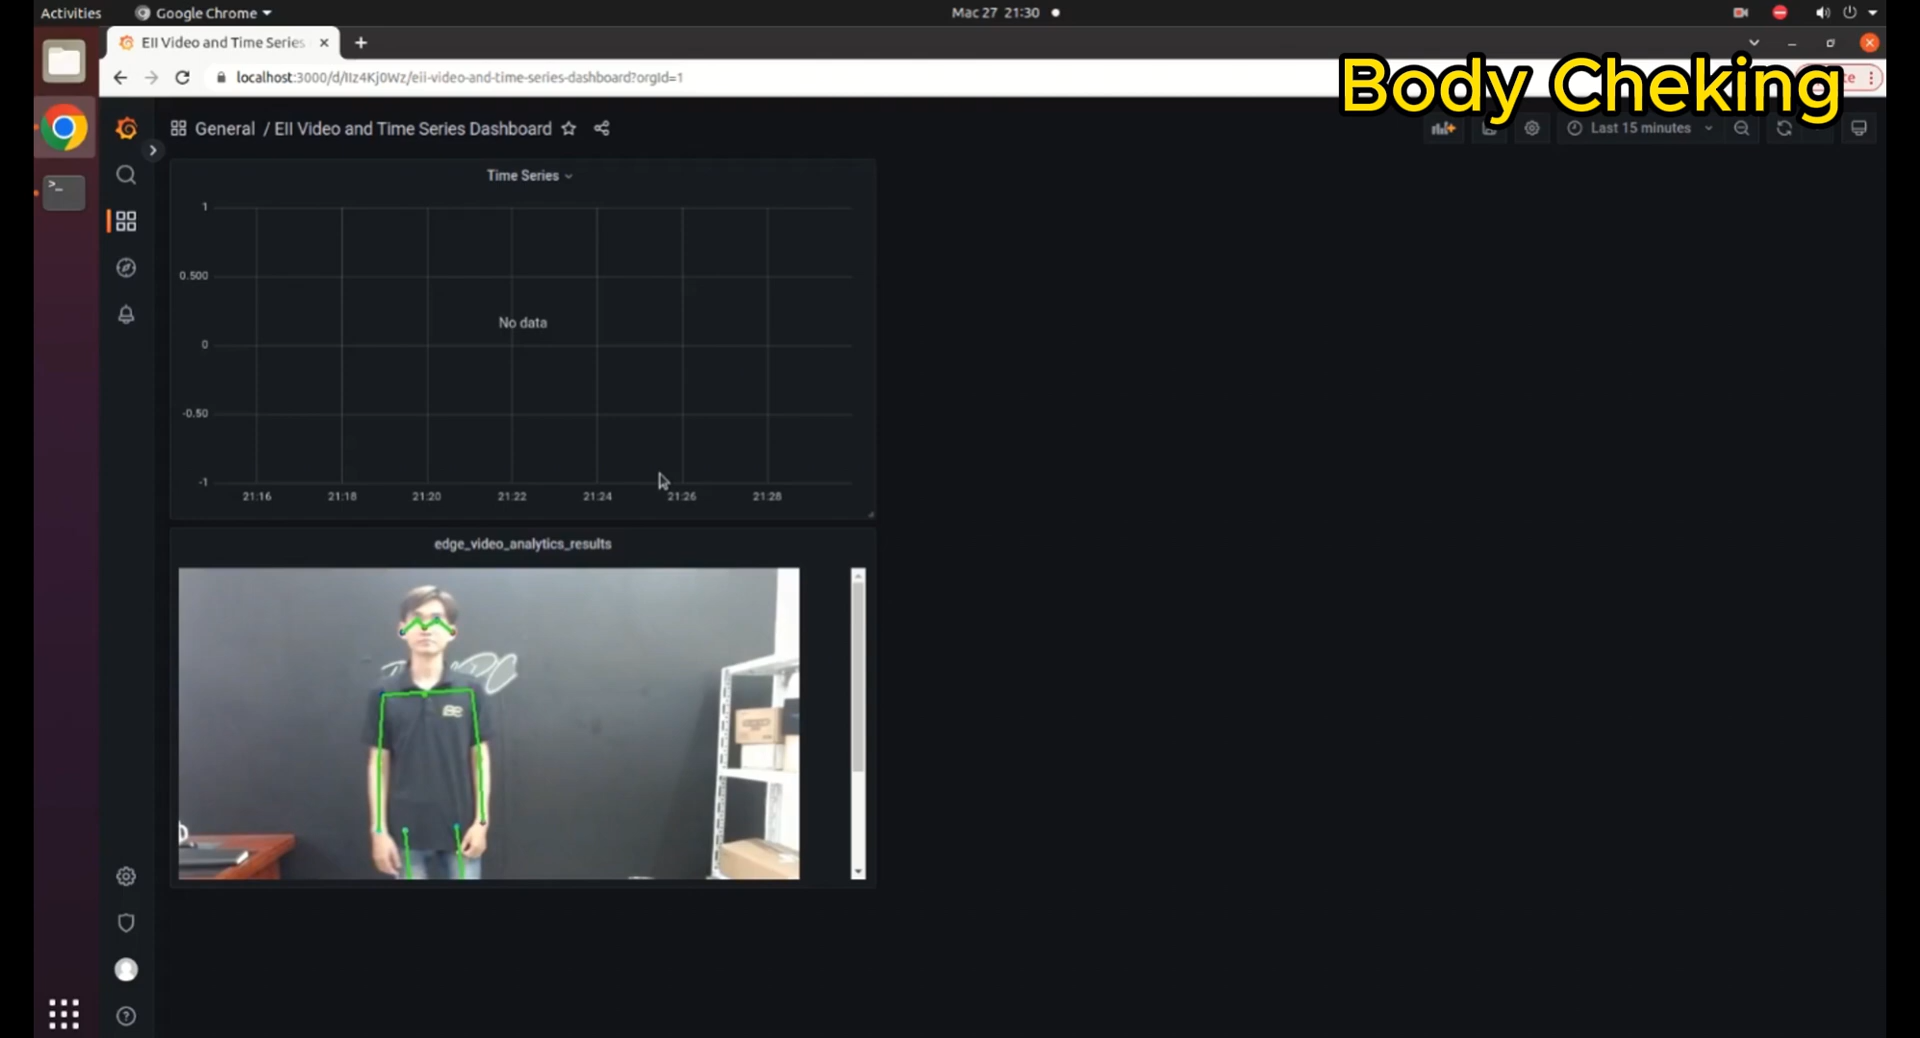 Activities
Google Chrome
Mac 27 21:30
EII Video and Time Series
localhost:3000/d/IIz4Kj0Wz/eii-video-and-time-series-dashboard?orgId=1
Body Cheking
General / EII Video and Time Series Dashboard
Last 15 minutes
Time Series
1
0.500
No data
0
-0.50
-1
21:16 21:18 21:20 21:22 21:24 21:26 21:28
edge_video_analytics_results